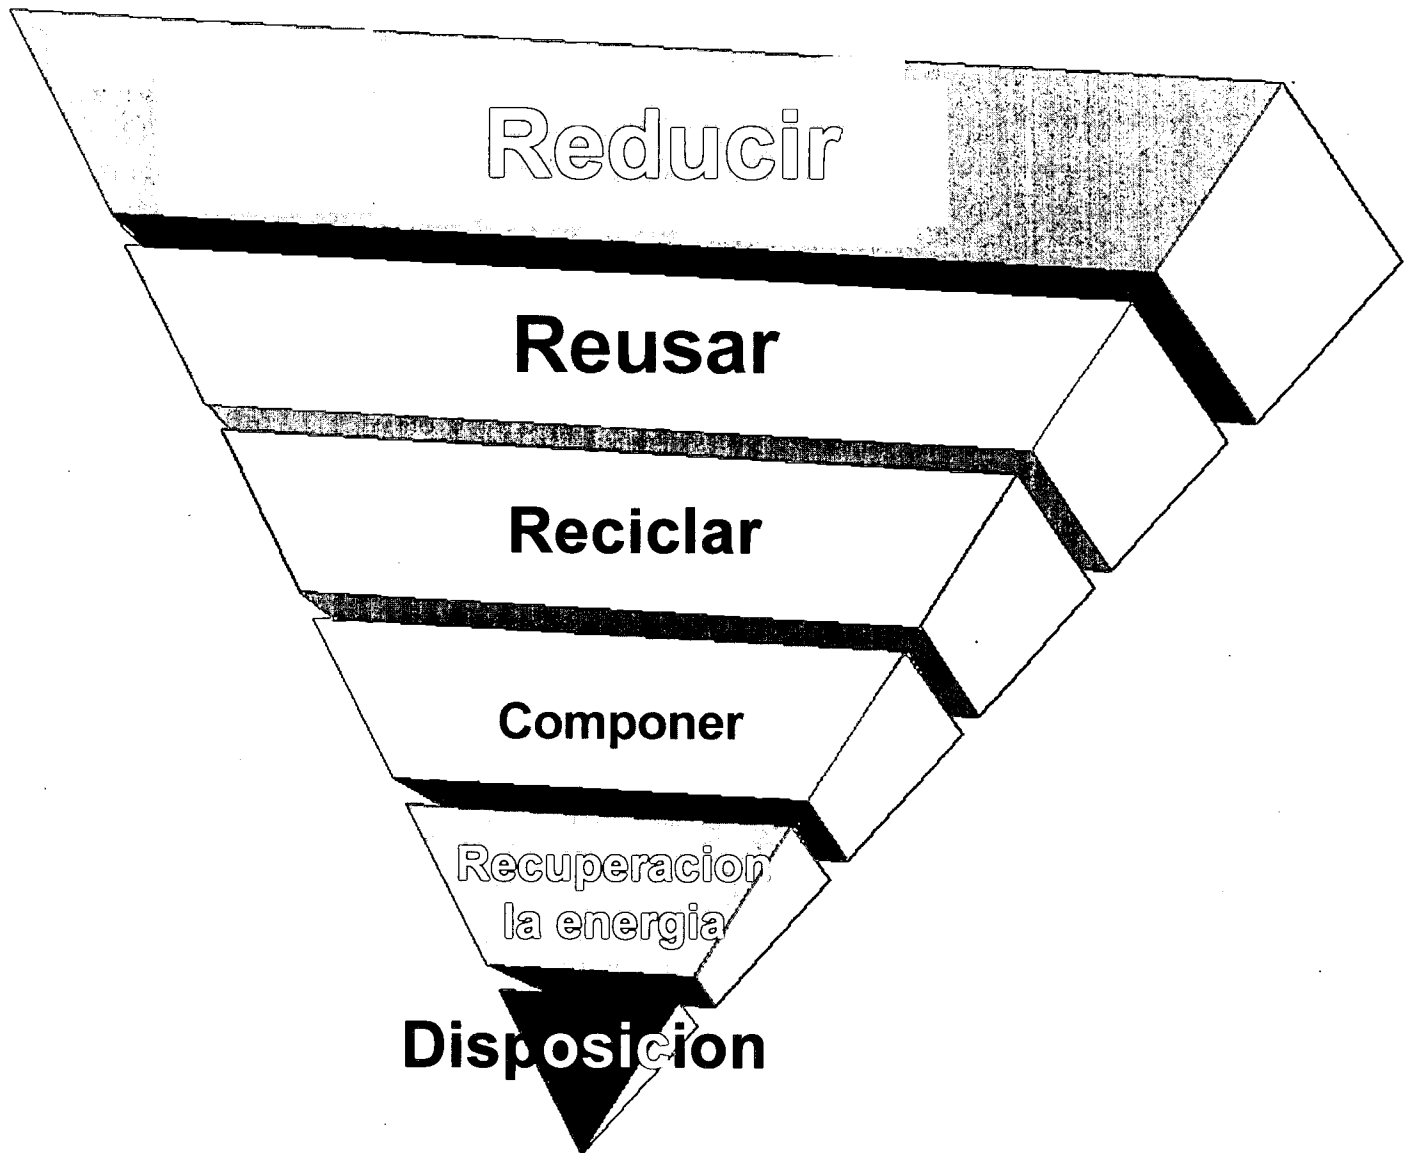 Reducir
Reusar
Reciclar
Componer
Recuperacion
la energia
Disposicion